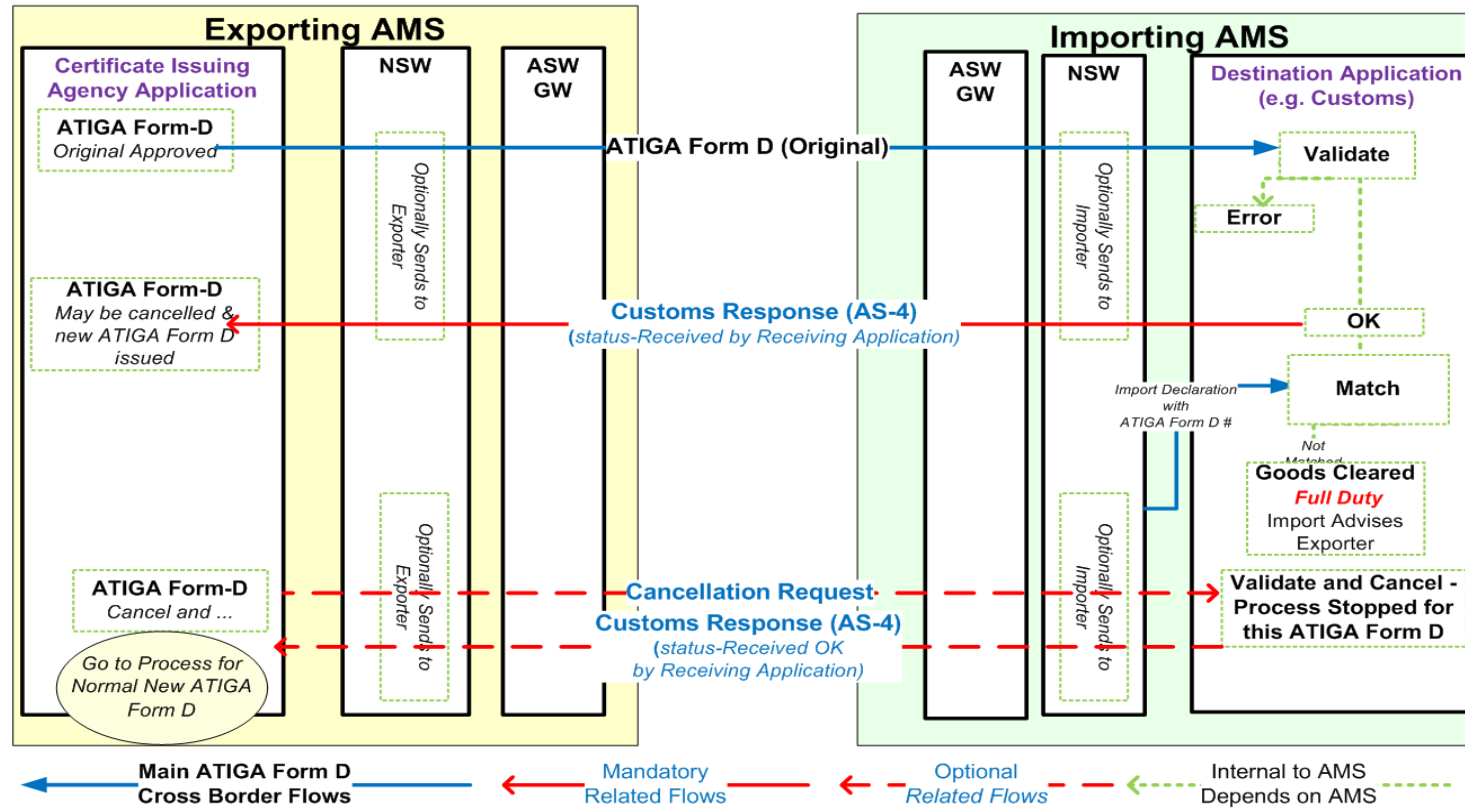 Exporting AMS
Importing AMS
Certificate Issuing
Agency Application
NSW
ASW
GW
ASW
GW
NSW
Destination Application
(e.g. Customs)
ATIGA Form-D
Original Approved
Optionally Sends to
Exporter
ATIGA Form D (Original)
Optionally Sends to
Importer
Validate
Error
ATIGA Form-D
May be cancelled &
new ATIGA Form D
issued
Customs Response (AS-4)
(status-Received by Receiving Application)
OK
Import Declaration
with
ATIGA Form D #
Match
Not
Matched
Goods Cleared
Full Duty
Import Advises
Exporter
ATIGA Form-D
Cancel and ...
Optionally Sends to
Exporter
Cancellation Request
Customs Response (AS-4)
(status-Received OK
by Receiving Application)
Optionally Sends to
Importer
Validate and Cancel -
Process Stopped for
this ATIGA Form D
Go to Process for
Normal New ATIGA
Form D
Main ATIGA Form D
Cross Border Flows
Mandatory
Related Flows
Optional
Related Flows
Internal to AMS
Depends on AMS